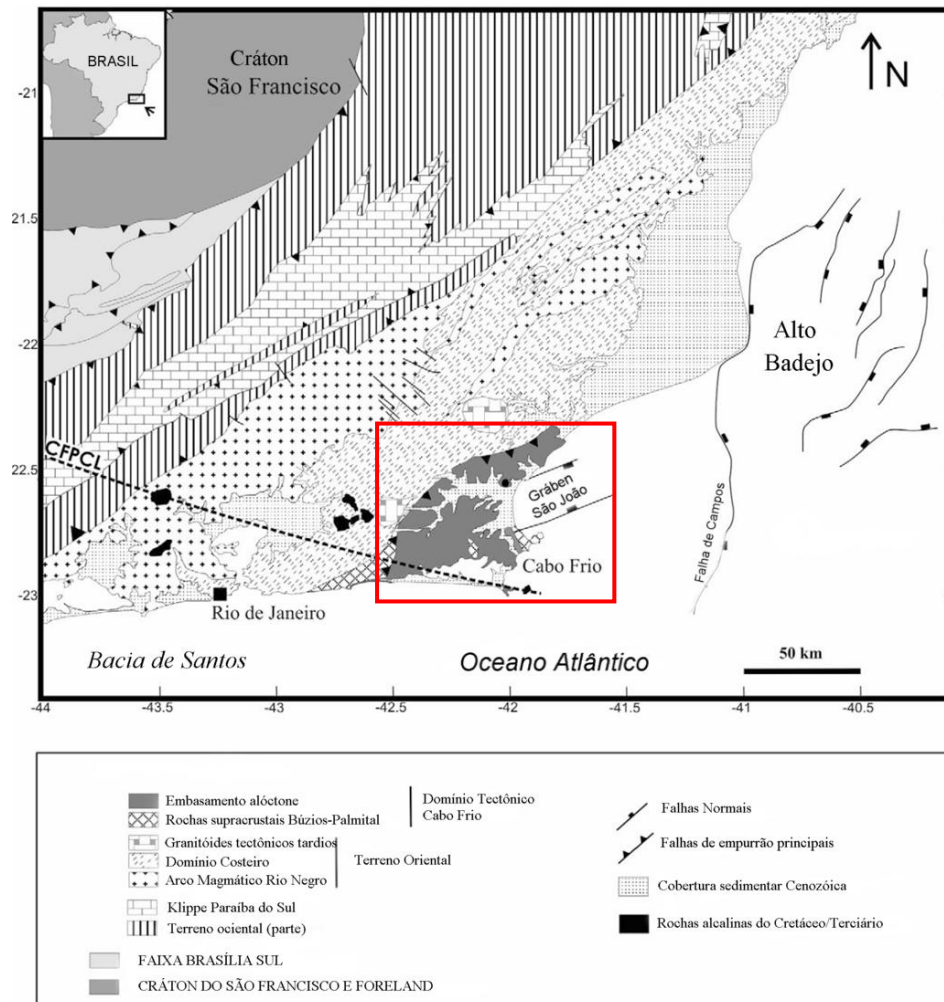 BRASIL
Cráton
São Francisco
N
-21
-21.5
-22
22.5
-23
CFPCL
Alto
Badejo
Gráben
São João
Falha de Campos
Cabo Frio
Rio de Janeiro
Bacia de Santos
Oceano Atlântico
50 km
-44
-43.5
-43
-42.5
-42
-41.5
-41
-40.5
Embasamento alóctone
Rochas supracrustais Búzios-Palmital
Domínio Tectônico
Cabo Frio
Granitóides tectônicos tardios
Domínio Costeiro
Arco Magmático Rio Negro
Terreno Oriental
Klippe Paraíba do Sul
Terreno ociental (parte)
FAIXA BRASÍLIA SUL
CRÁTON DO SÃO FRANCISCO E FORELAND
Falhas Normais
Falhas de empurrão principais
Cobertura sedimentar Cenozóica
Rochas alcalinas do Cretáceo/Terciário